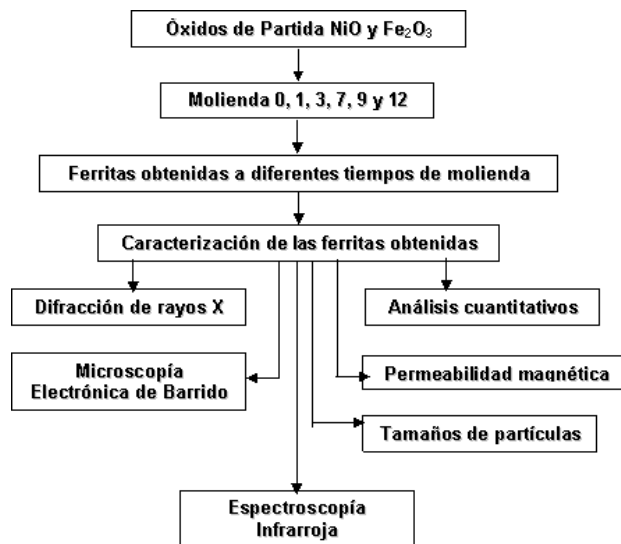 Óxidos de Partida NiO y Fe₂O₃
Molienda 0, 1, 3, 7, 9 y 12
Ferritas obtenidas a diferentes tiempos de molienda
Caracterización de las ferritas obtenidas
Difracción de rayos X
Análisis cuantitativos
Microscopía
Electrónica de Barrido
Permeabilidad magnética
Tamaños de partículas
Espectroscopía
Infrarroja